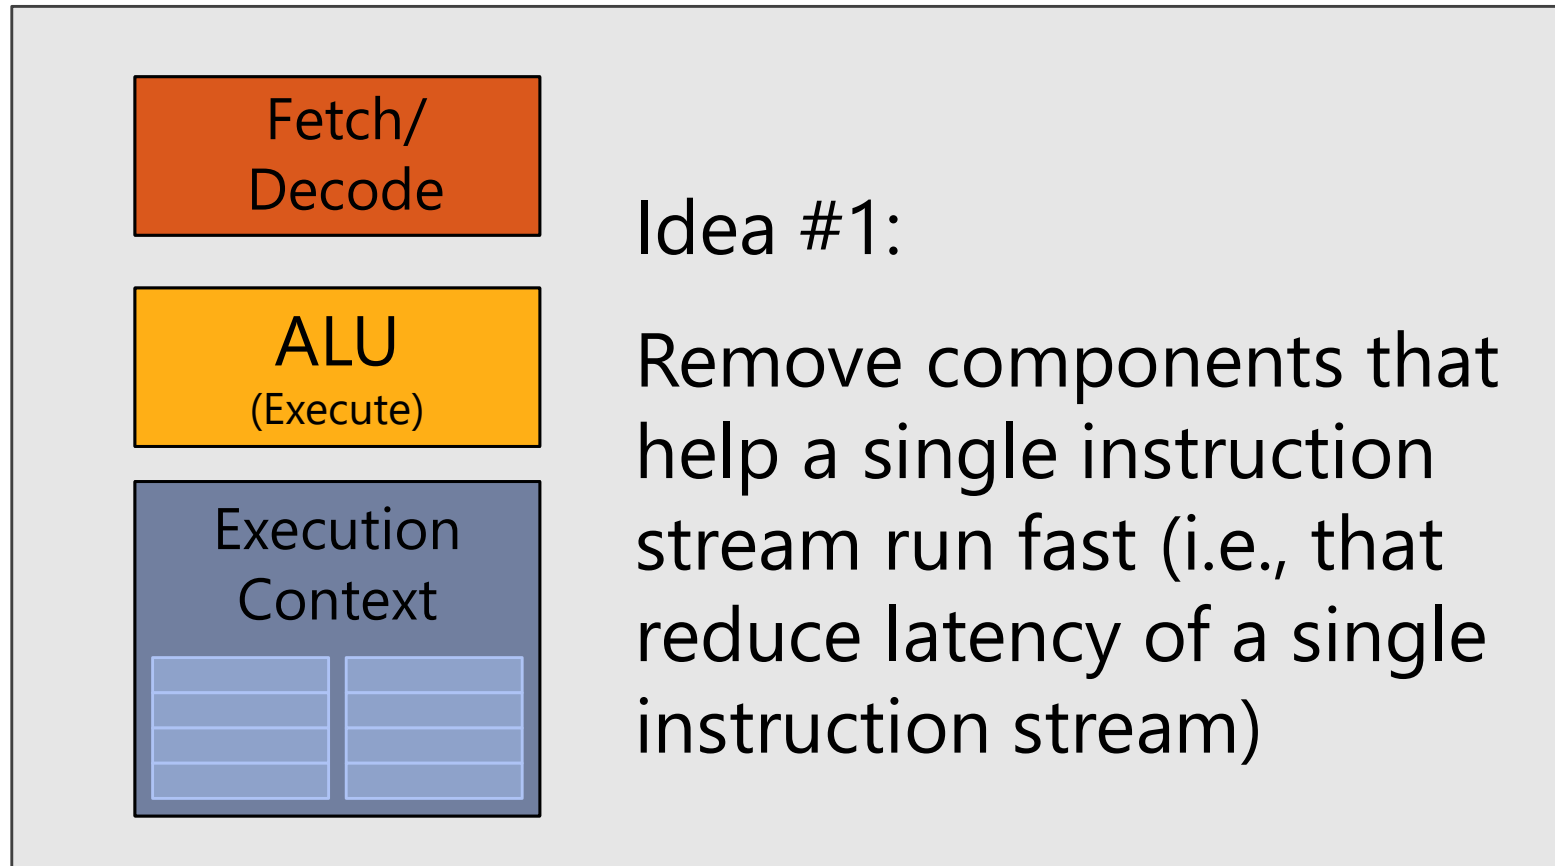 Fetch/
Decode
ALU
(Execute)
Execution
Context
Idea #1:
Remove components that
help a single instruction
stream run fast (i.e., that
reduce latency of a single
instruction stream)